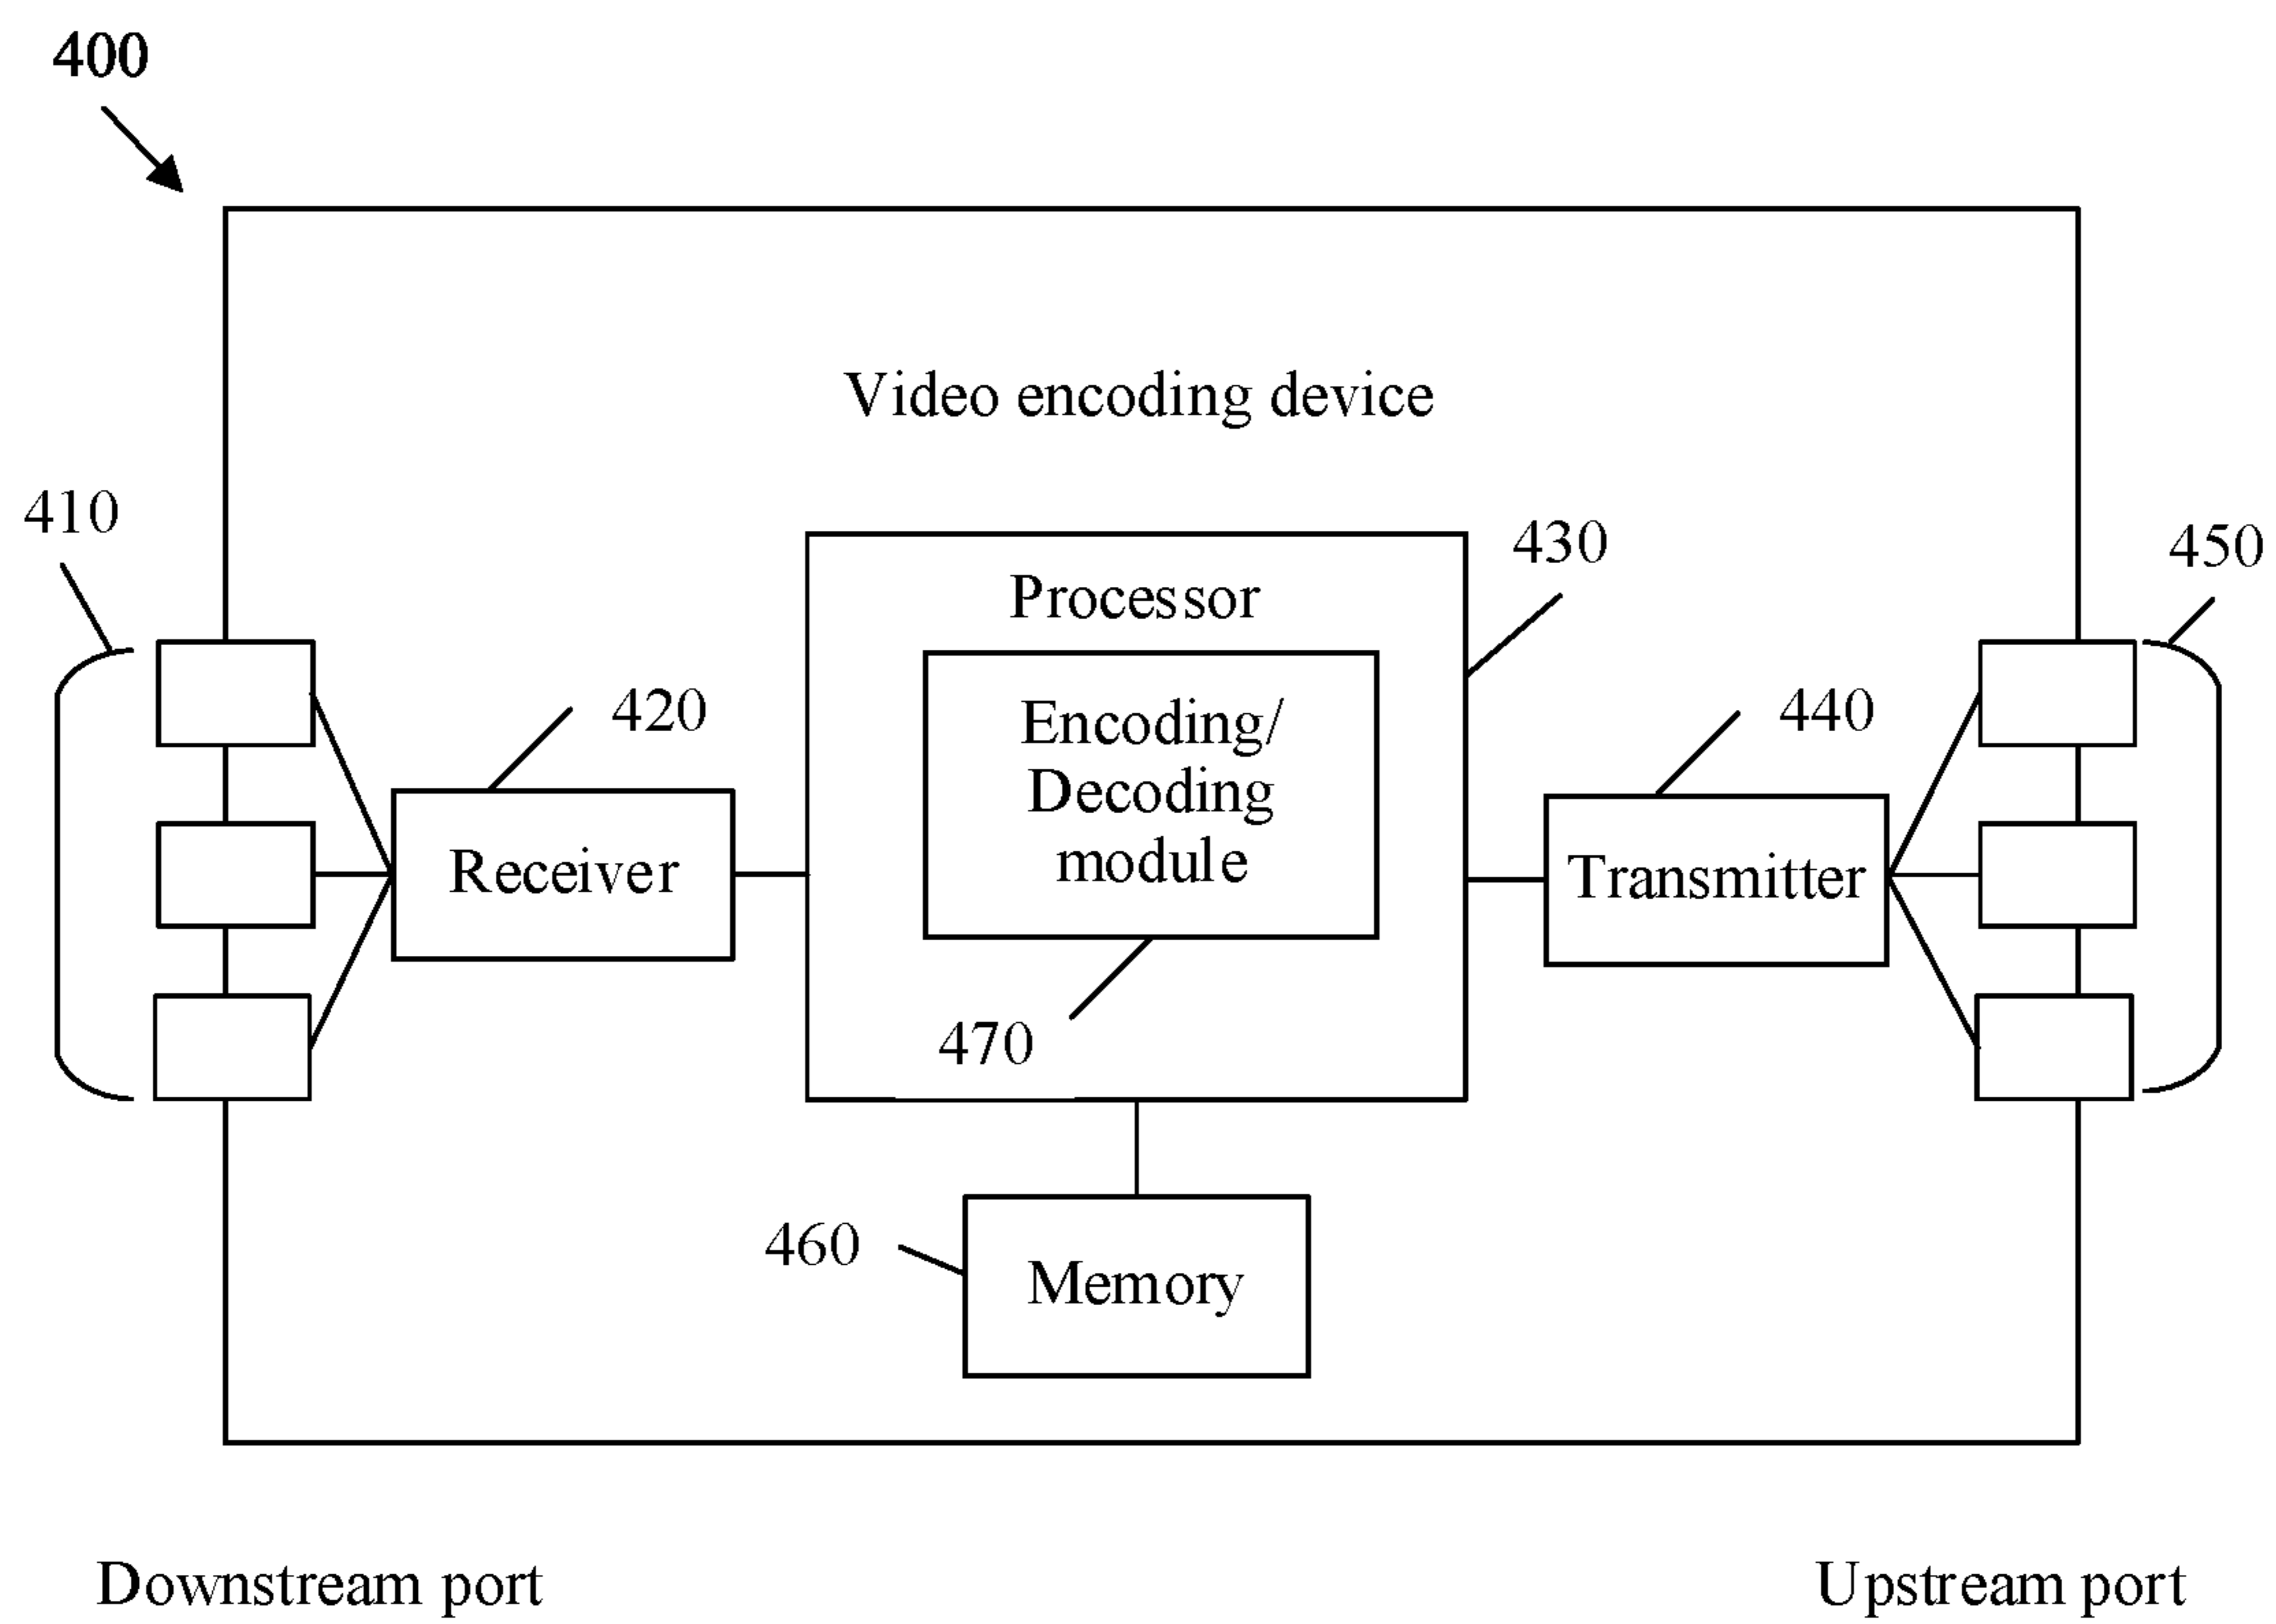 400
Video encoding device
410
430
450
Processor
420
Encoding/
440
Decoding
module
Receiver
Transmitter
470
460
Memory
Downstream port
Upstream port